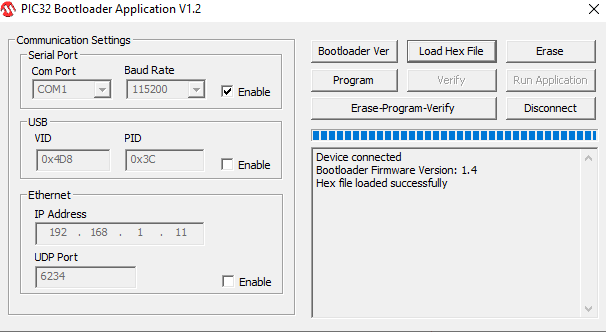 PIC32 Bootloader Application V1.2
Communication Settings
Serial Port
Com Port Baud Rate
COM1 115200 Enable
USB
VID PID
0x4D8 0x3C Enable
Ethernet
IP Address
192 . 168 . 1 . 11
UDP Port
6234 Enable
Bootloader Ver Load Hex File Erase
Program Verify Run Application
Erase-Program-Verify Disconnect
Device connected
Bootloader Firmware Version: 1.4
Hex file loaded successfully